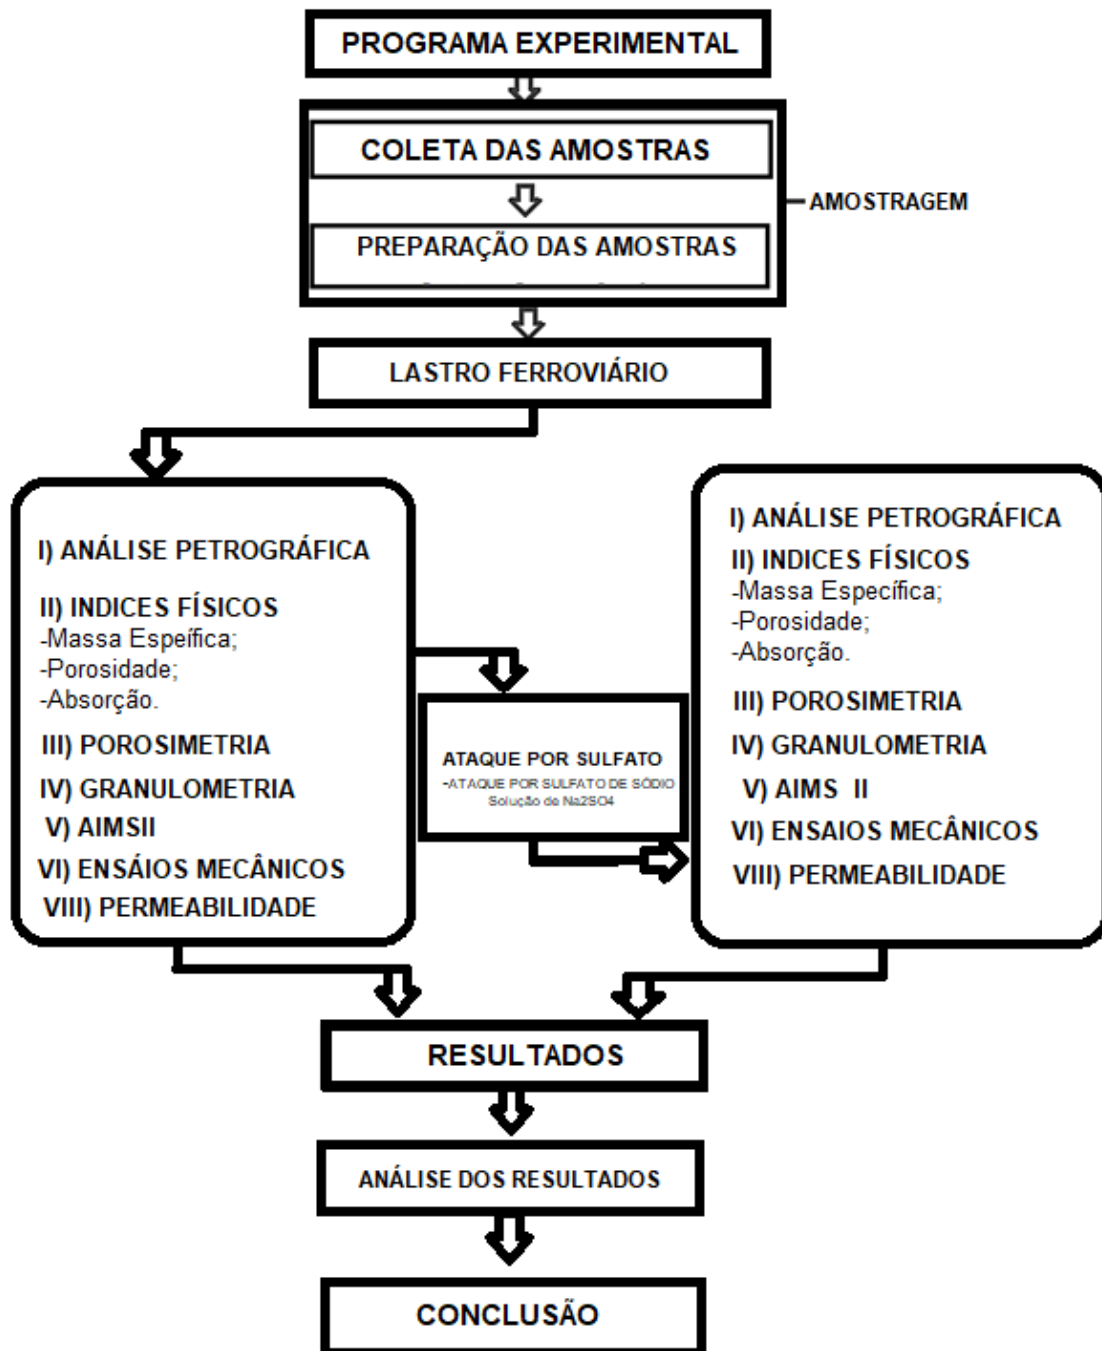 PROGRAMA EXPERIMENTAL
COLETA DAS AMOSTRAS
AMOSTRAGEM
PREPARAÇÃO DAS AMOSTRAS
LASTRO FERROVIÁRIO
I) ANÁLISE PETROGRÁFICA
II) INDICES FÍSICOS
-Massa Espeífica;
-Porosidade;
-Absorção.
III) POROSIMETRIA
IV) GRANULOMETRIA
V) AIMSII
VI) ENSÁIOS MECÂNICOS
VIII) PERMEABILIDADE
ATAQUE POR SULFATO
-ATAQUE POR SULFATO DE SÓDIO
Solução de Na2SO4
I) ANÁLISE PETROGRÁFICA
II) INDICES FÍSICOS
-Massa Específica;
-Porosidade;
-Absorção.
III) POROSIMETRIA
IV) GRANULOMETRIA
V) AIMS II
VI) ENSAIOS MECÂNICOS
VIII) PERMEABILIDADE
RESULTADOS
ANÁLISE DOS RESULTADOS
CONCLUSÃO